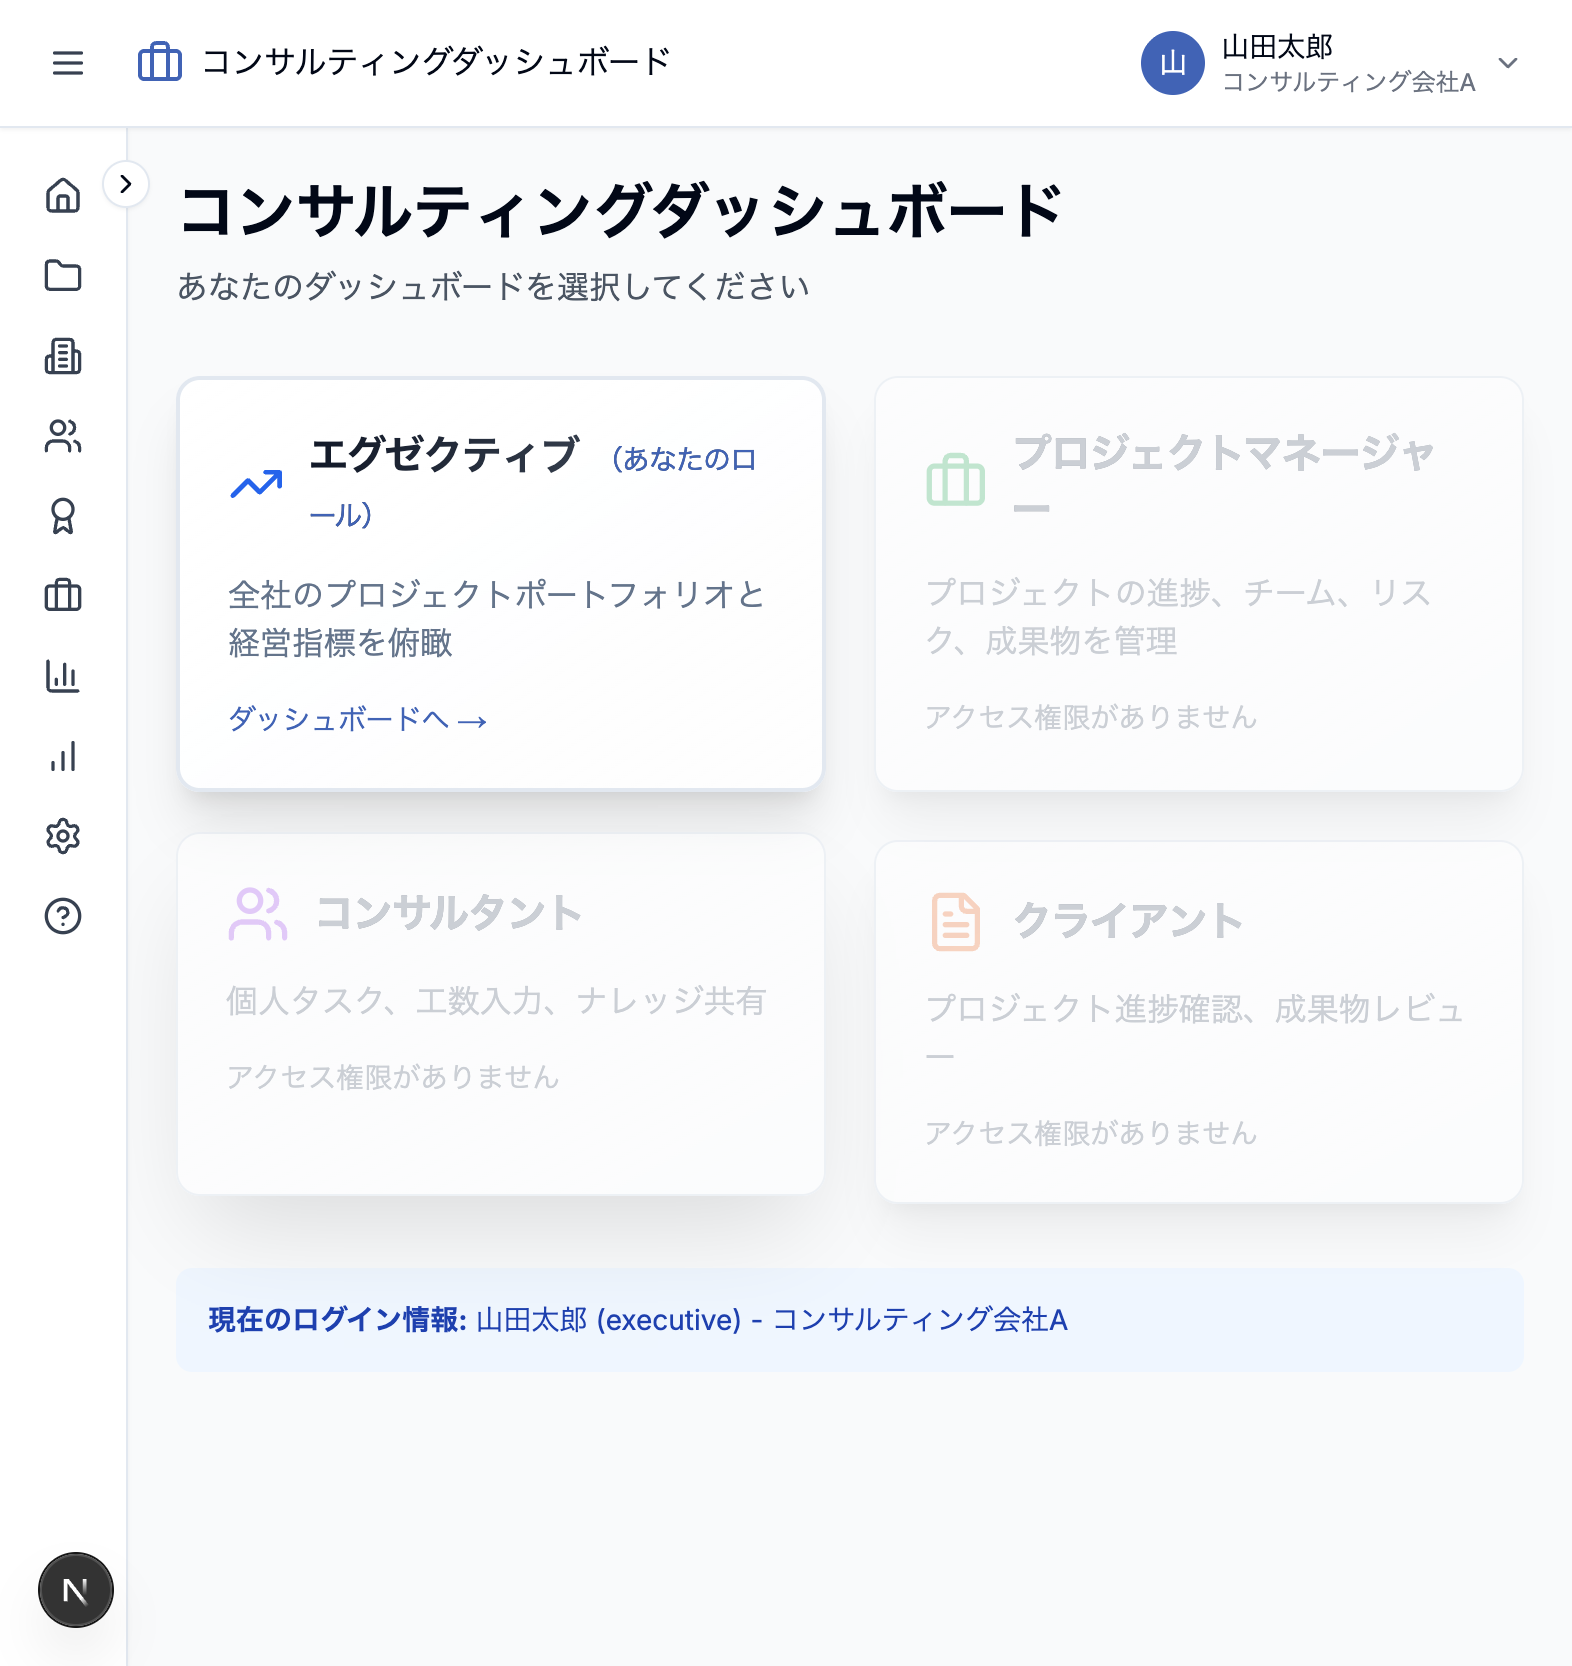 コンサルティングダッシュボード
山
山田太郎
コンサルティング会社A
コンサルティングダッシュボード
あなたのダッシュボードを選択してください
エグゼクティブ （あなたのロ
ール）
全社のプロジェクトポートフォリオと
経営指標を俯瞰
ダッシュボードへ →
プロジェクトマネージャ
ー
プロジェクトの進捗、チーム、リス
ク、成果物を管理
アクセス権限がありません
コンサルタント
個人タスク、工数入力、ナレッジ共有
アクセス権限がありません
クライアント
プロジェクト進捗確認、成果物レビュ
ー
アクセス権限がありません
現在のログイン情報: 山田太郎 (executive) - コンサルティング会社A
N